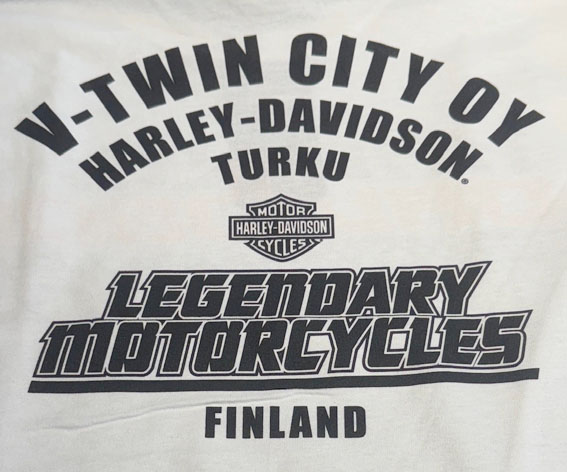 V-TWIN CITY OY
HARLEY-DAVIDSON®
TURKU
MOTOR
HARLEY-DAVIDSON
CYCLES
LEGENDARY
MOTORCYCLES
FINLAND